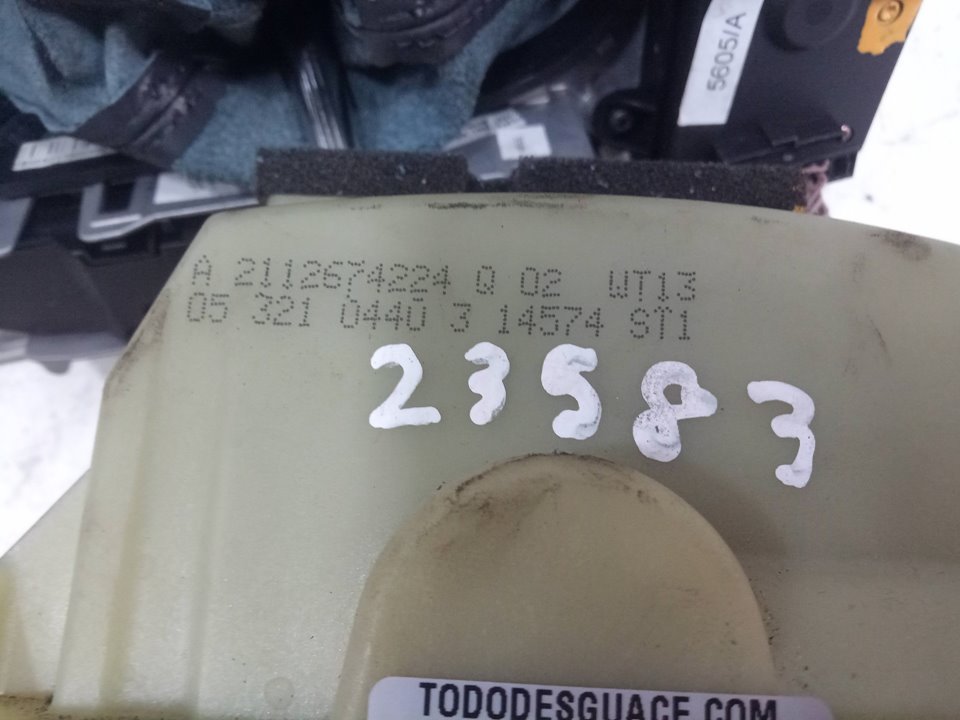 5605/A
A 2112674224 Q 02 WT13
05 321 0440 3 14574 ST1
23583
TODODESGUACE.COM